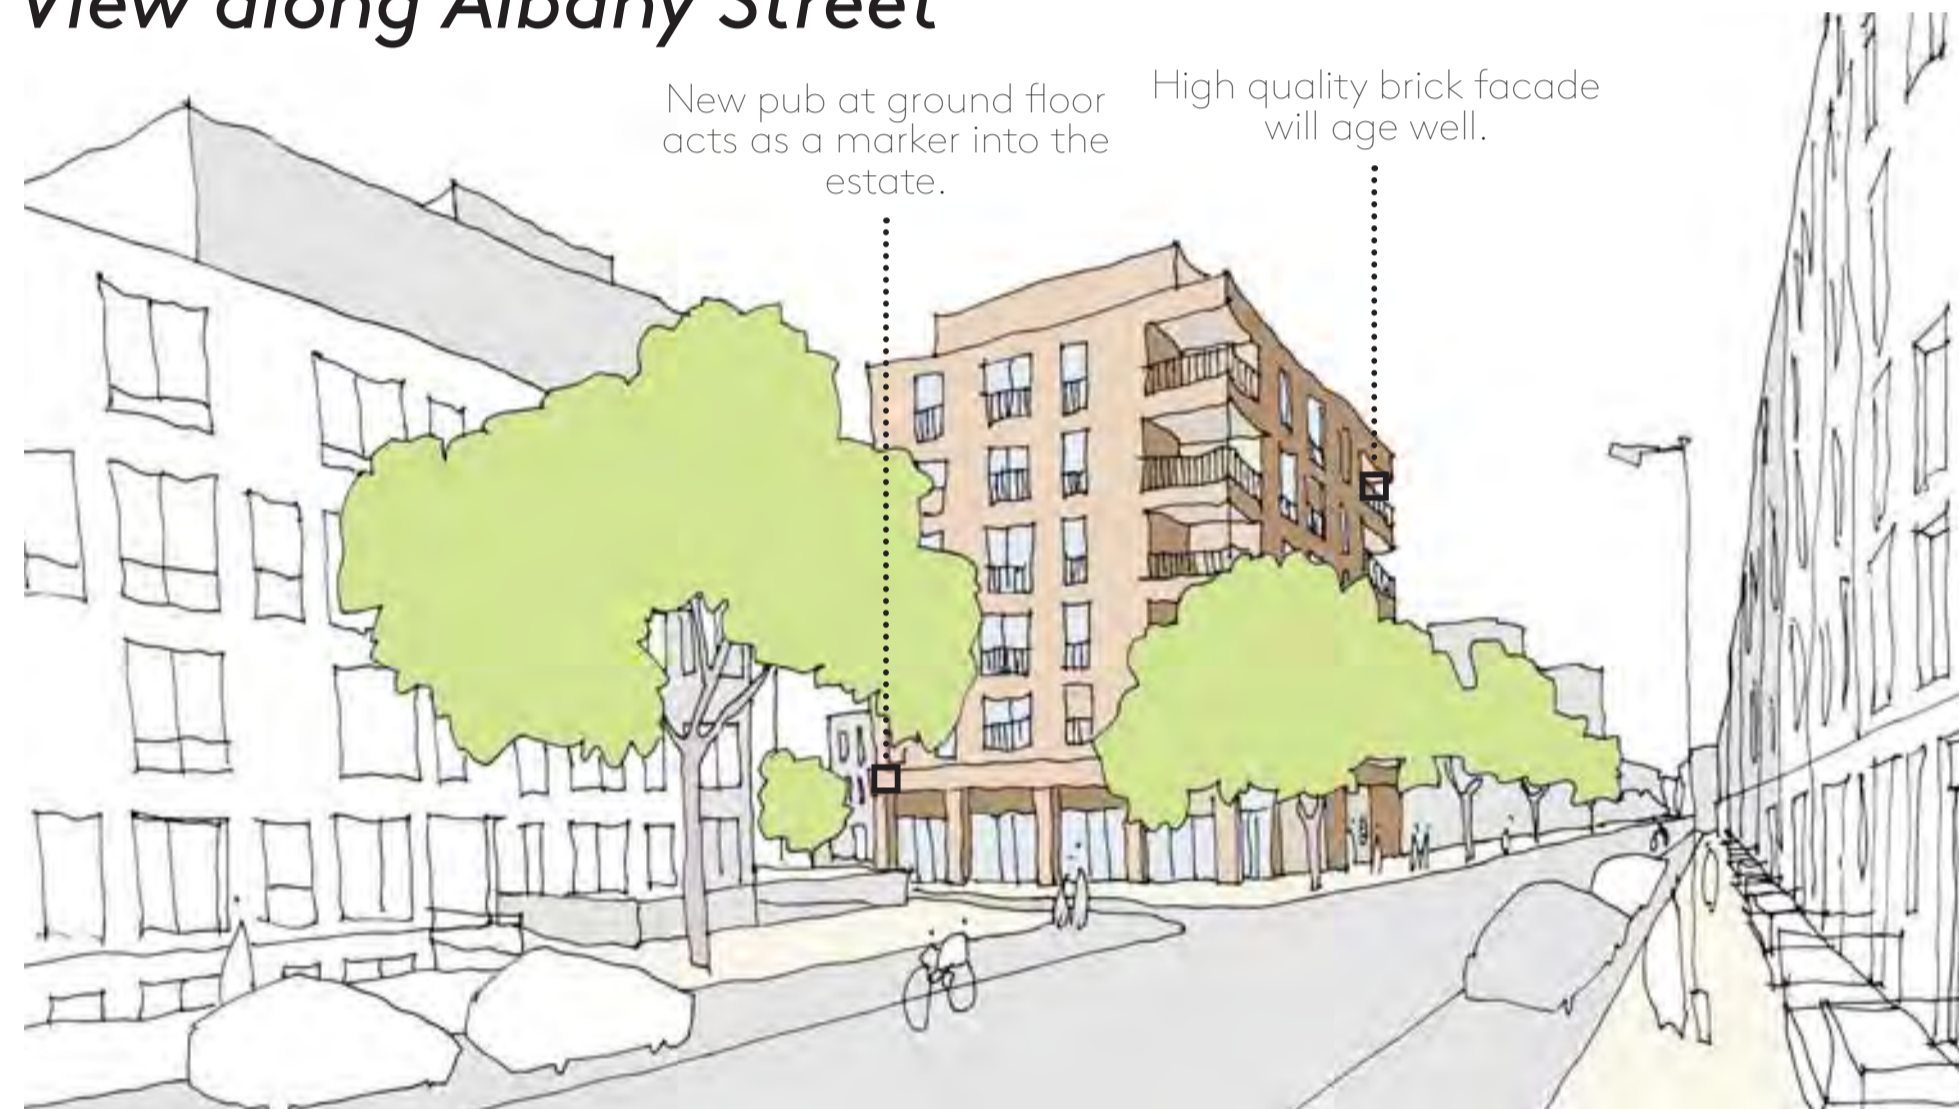 View along Albany Street
New pub at ground floor
acts as a marker into the
estate.
High quality brick facade
will age well.